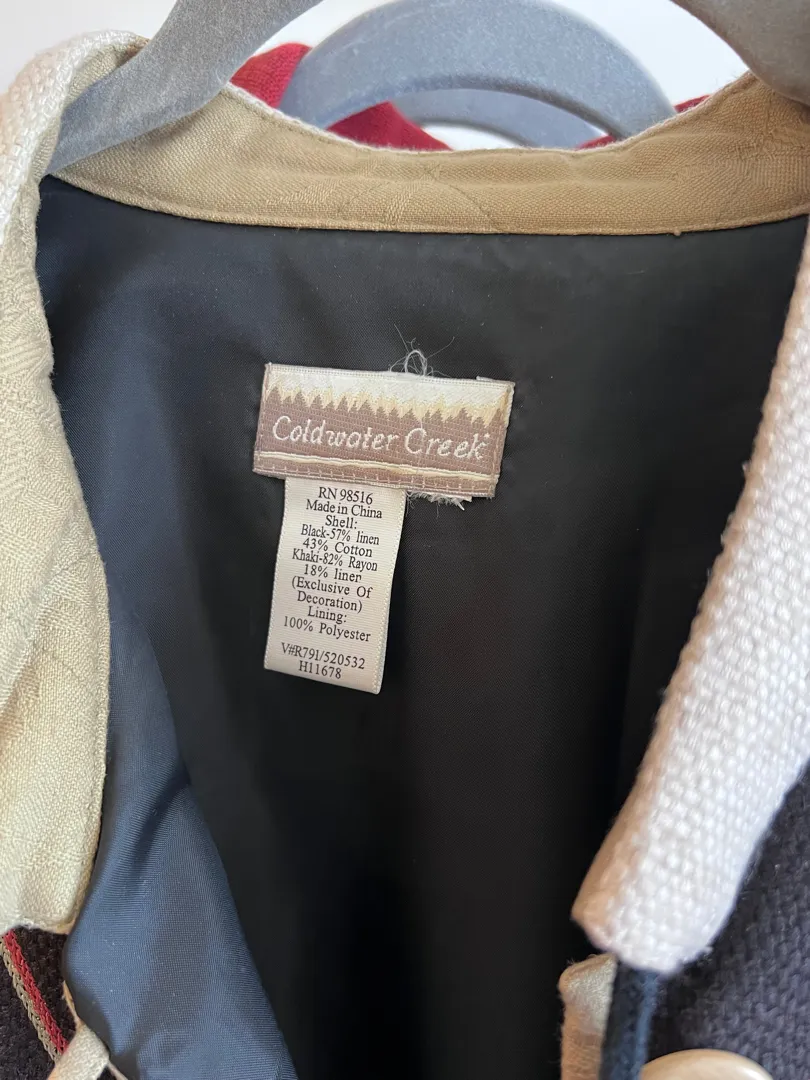 Coldwater Creek
RN 98516
Made in China
Shell:
Black-57% linen
43% Cotton
Khaki-82% Rayon
18% linen
(Exclusive Of
Decoration)
Lining:
100% Polyester
V#R791/520532
H11678